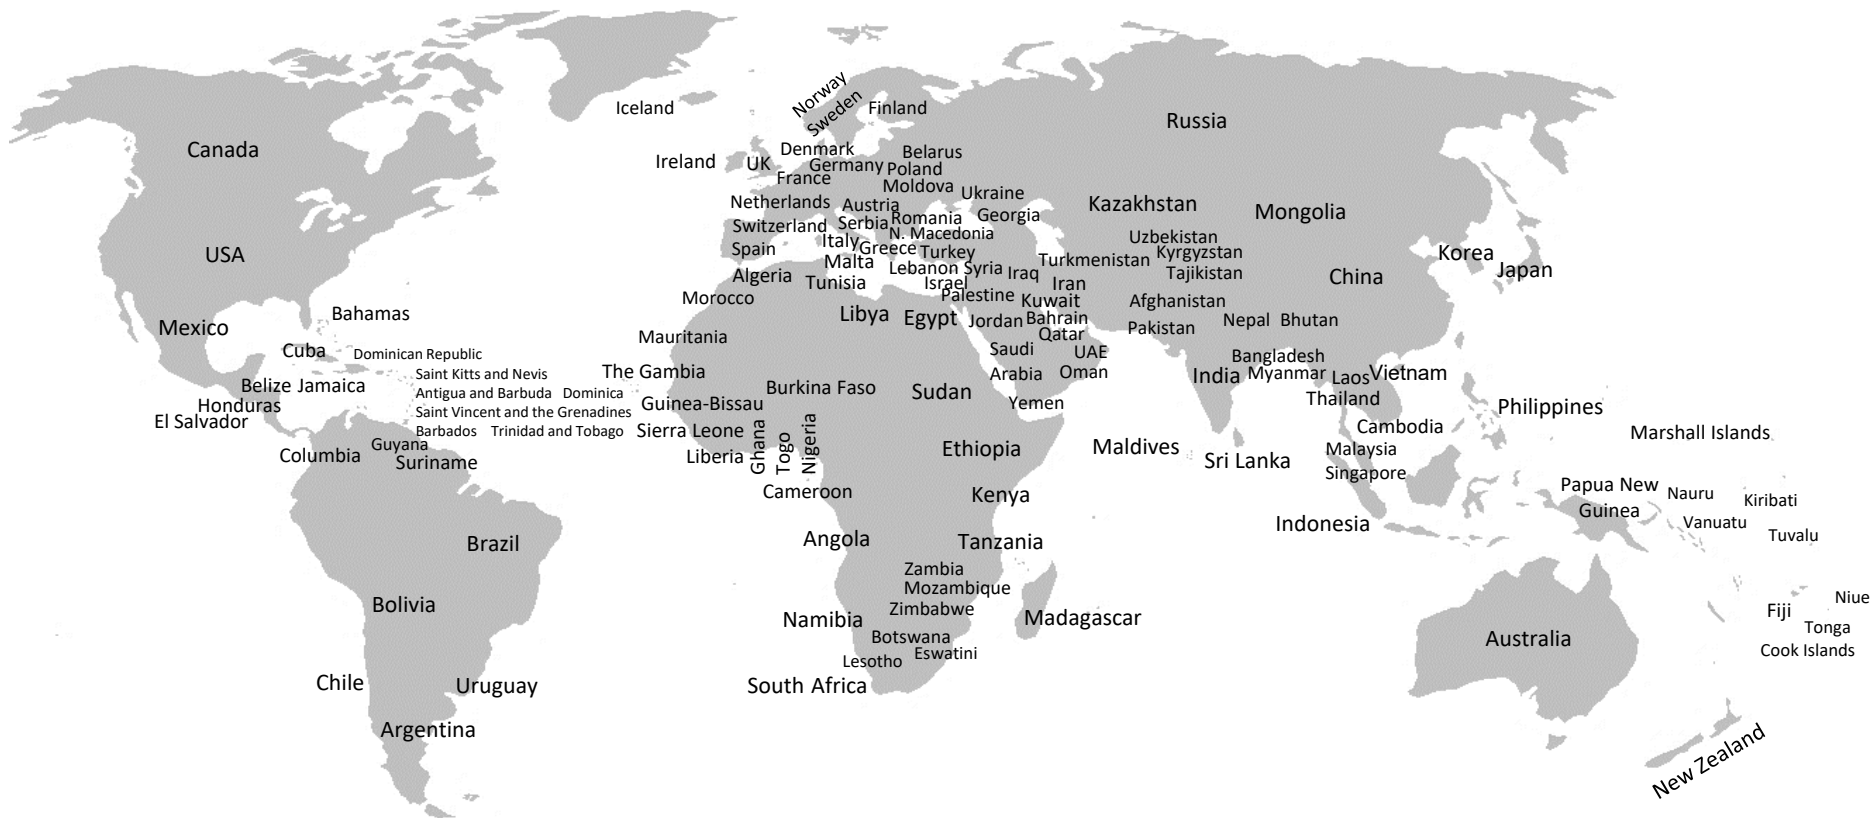 Norway
Sweden
Iceland
Finland
Russia
Canada
Denmark
Belarus
Ireland
UK
Germany
Poland
France
Moldova
Ukraine
Netherlands
Austria
Kazakhstan
Mongolia
Switzerland
Serbia
Romania
Georgia
N. Macedonia
USA
Spain
Italy
Greece
Turkey
Uzbekistan
Kyrgyzstan
Korea
Malta
Turkmenistan
Algeria
Tunisia
Lebanon
Syria
Iraq
Tajikistan
China
Japan
Israel
Iran
Morocco
Palestine
Kuwait
Afghanistan
Bahamas
Libya
Egypt
Jordan
Bahrain
Nepal
Bhutan
Mexico
Mauritania
Qatar
Pakistan
Cuba
Dominican Republic
Saudi
Arabia
UAE
Bangladesh
Saint Kitts and Nevis
The Gambia
Oman
India
Myanmar
Laos
Vietnam
Belize
Jamaica
Antigua and Barbuda
Dominica
Burkina Faso
Sudan
Thailand
Honduras
Saint Vincent and the Grenadines
Guinea-Bissau
Yemen
Philippines
El Salvador
Barbados
Trinidad and Tobago
Sierra Leone
Ghana
Togo
Nigeria
Cambodia
Marshall Islands
Guyana
Columbia
Suriname
Liberia
Ethiopia
Maldives
Sri Lanka
Malaysia
Singapore
Cameroon
Kenya
Papua New
Guinea
Nauru
Kiribati
Indonesia
Vanuatu
Tuvalu
Brazil
Angola
Tanzania
Zambia
Mozambique
Bolivia
Zimbabwe
Niue
Namibia
Madagascar
Fiji
Tonga
Botswana
Australia
Eswatini
Cook Islands
Lesotho
Chile
Uruguay
South Africa
Argentina
New Zealand